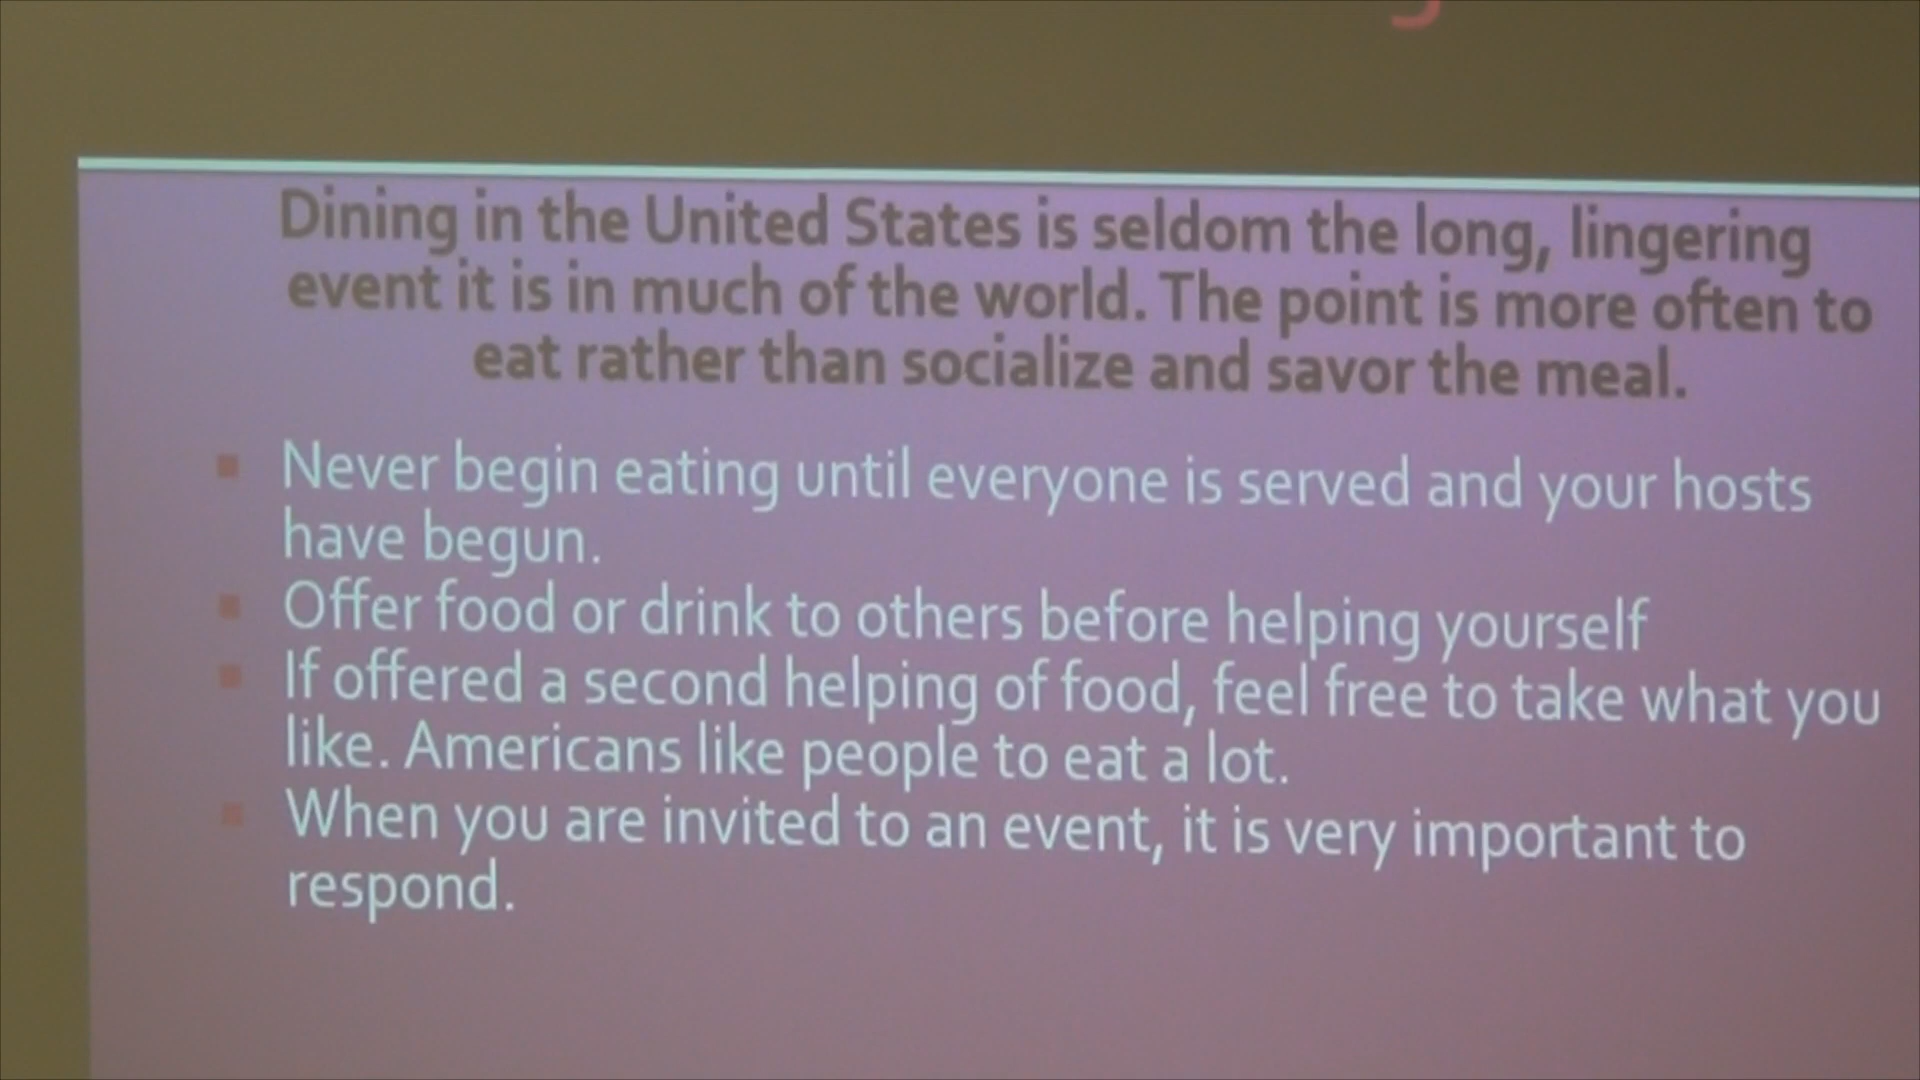 Dining in the United States is seldom the long, lingering
event it is in much of the world. The point is more often to
eat rather than socialize and savor the meal.
Never begin eating until everyone is served and your hosts
have begun.
Offer food or drink to others before helping yourself
If offered a second helping of food, feel free to take what you
like. Americans like people to eat a lot.
When you are invited to an event, it is very important to
respond.